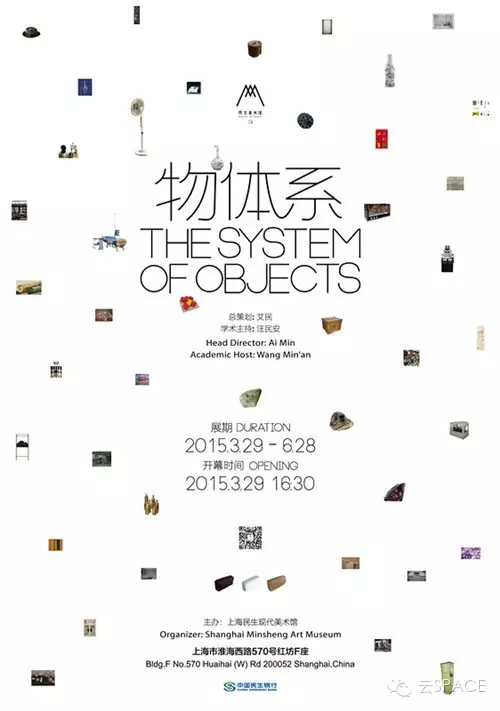 民生美术馆
物体系
THE SYSTEM
OF OBJECTS
总策划: 艾民
学术主持: 汪民安
Head Director: Ai Min
Academic Host: Wang Min'an
展期 DURATION
2015.3.29 - 6.28
开幕时间 OPENING
2015.3.29 16:30
主办：上海民生现代美术馆
Organizer: Shanghai Minsheng Art Museum
上海市淮海西路570号红坊F座
Bldg.F No.570 Huaihai (W) Rd 200052 Shanghai,China
中国民生银行
CHINA MINSHENG BANK
云SPACE